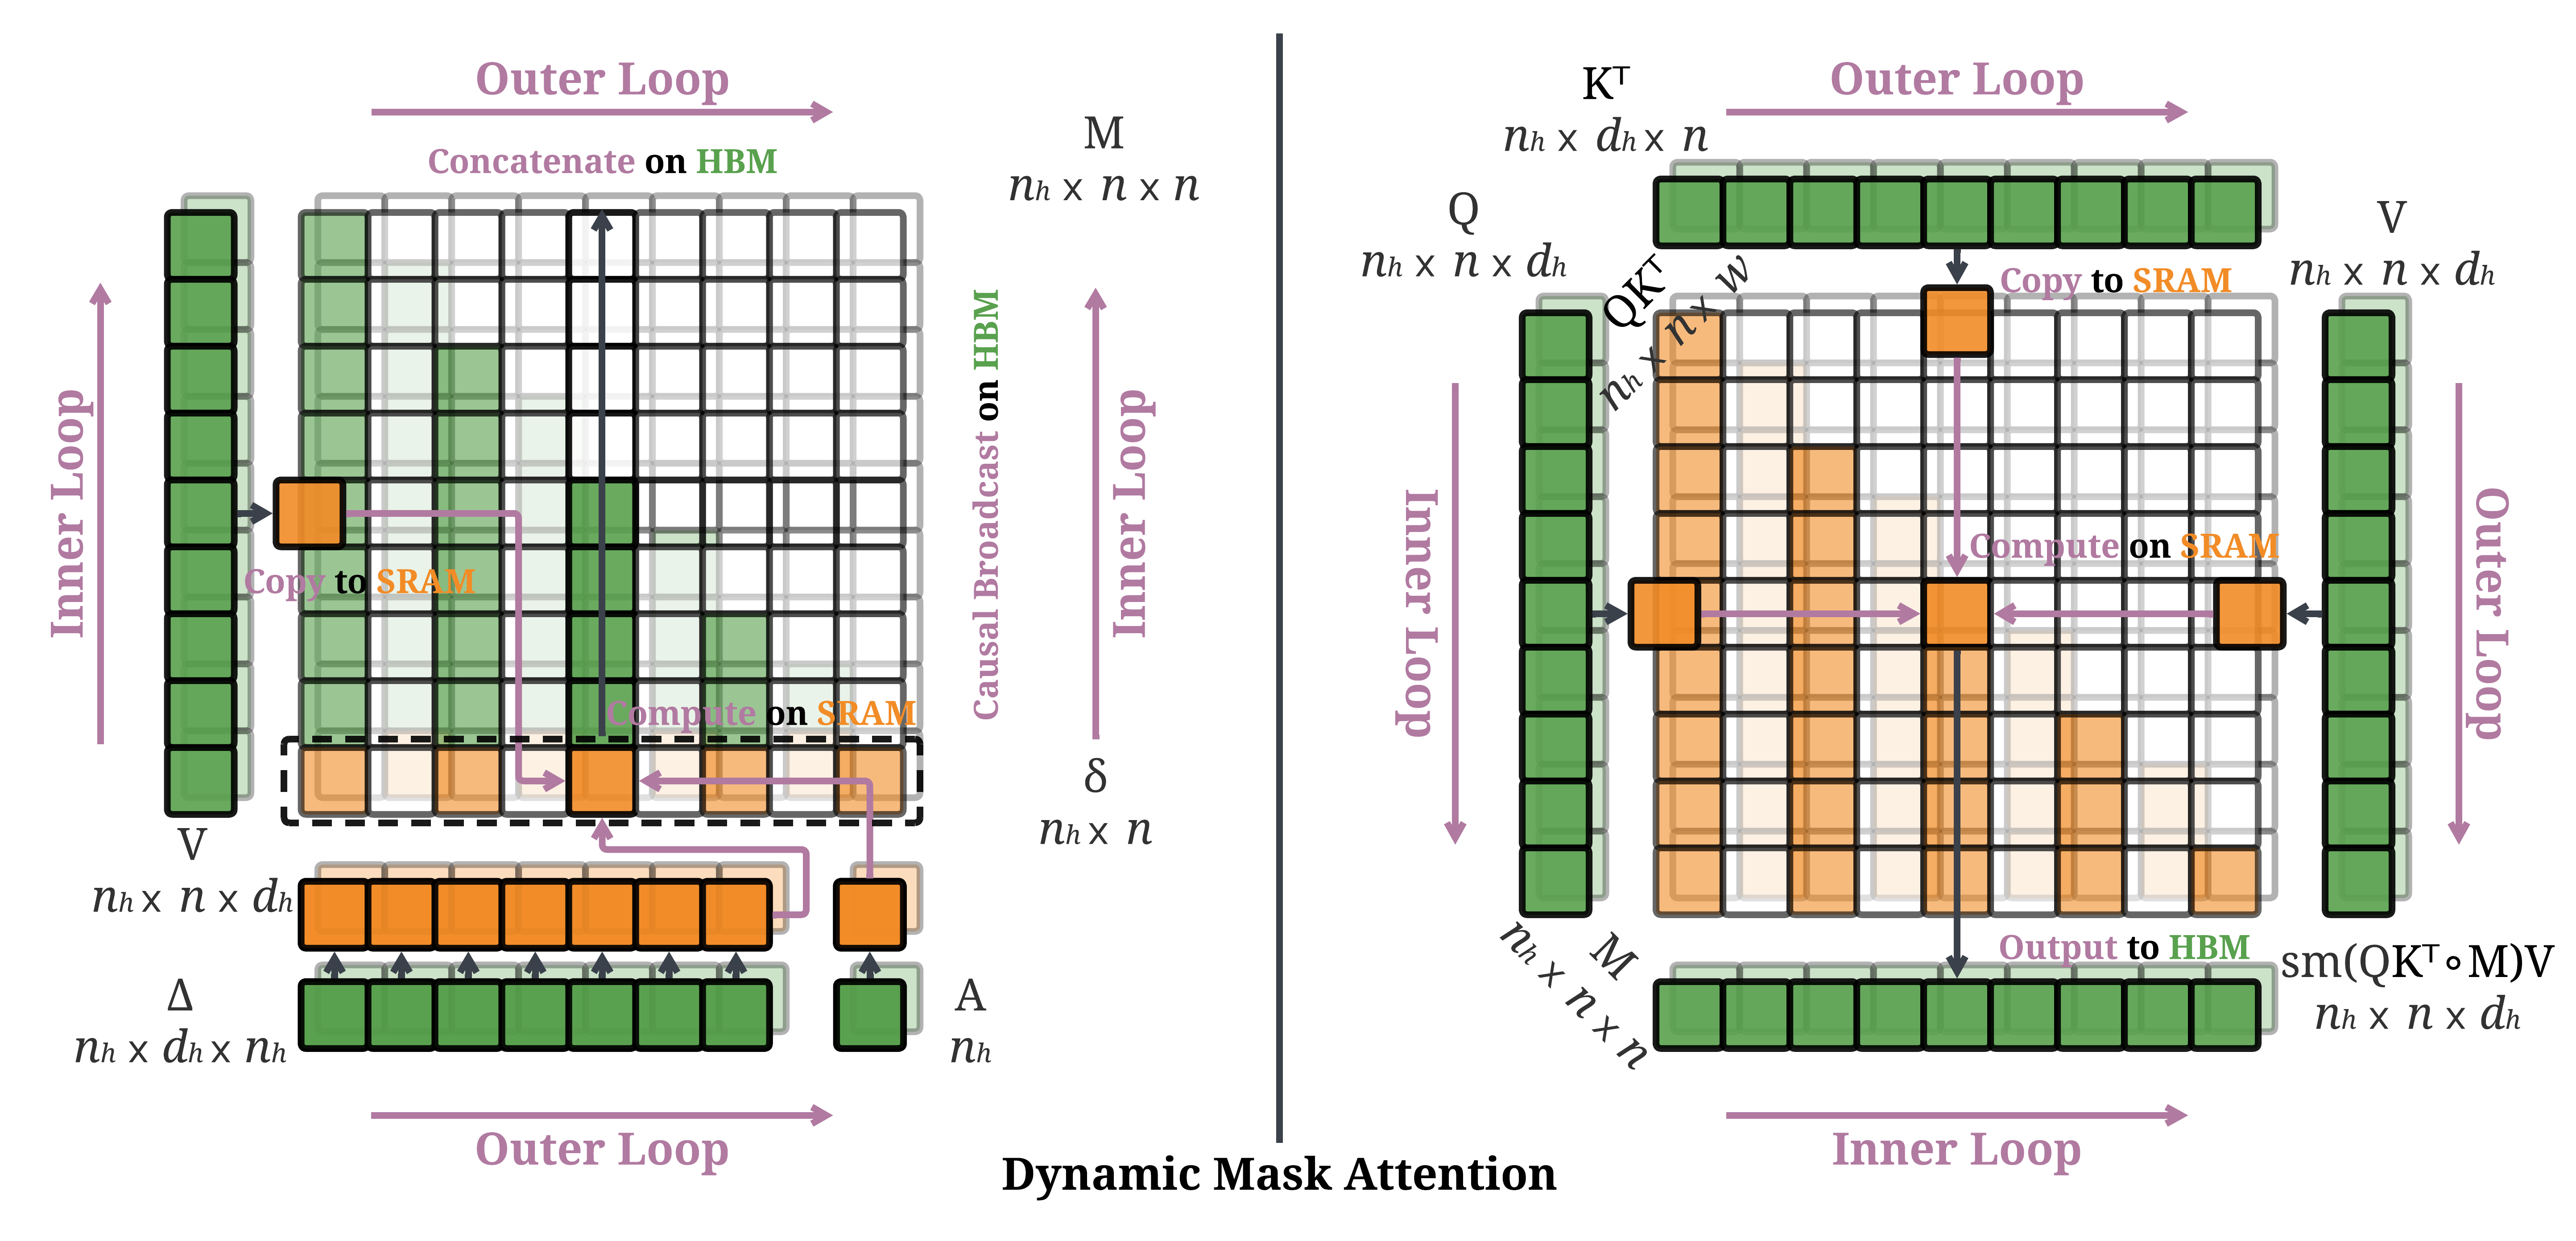 Outer Loop
Concatenate on HBM
M
nₕ x n x n
Inner Loop
Copy to SRAM
Causal Broadcast on HBM
Inner Loop
Compute on SRAM
V
nₕ x n x dₕ
δ
nₕ x n
Δ
nₕ x dₕ x nₕ
A
nₕ
Outer Loop
Kᵀ
nₕ x dₕ x n
Outer Loop
Q
nₕ x n x dₕ
QKᵀ
nₕ x n x w
Copy to SRAM
V
nₕ x n x dₕ
Inner Loop
Compute on SRAM
Outer Loop
M
nₕ x n x n
Output to HBM
sm(QKᵀ∘M)V
nₕ x n x dₕ
Inner Loop
Dynamic Mask Attention